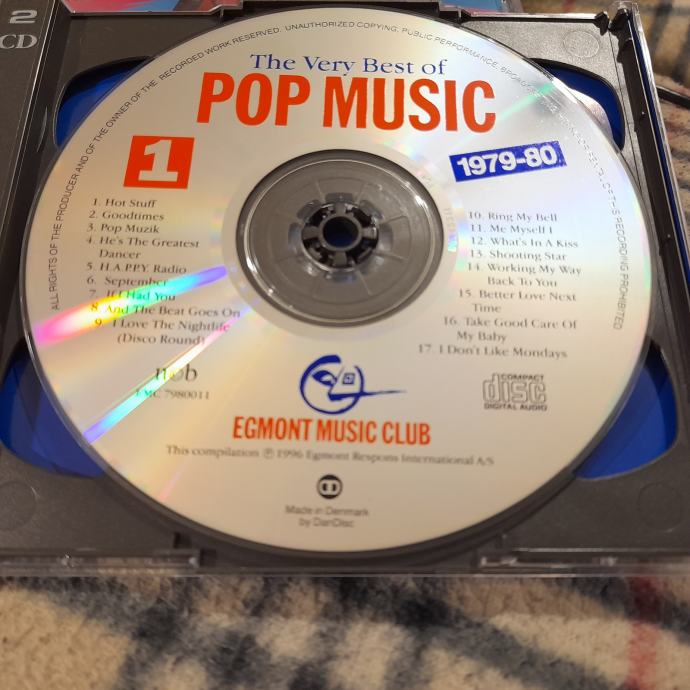 2
CD
ALL RIGHTS OF THE PRODUCER AND OF THE OWNER OF THE RECORDED WORK RESERVED. UNAUTHORIZED COPYING, PUBLIC PERFORMANCE,
RECORDING PROHIBITED
The Very Best of
POP MUSIC
1
1979-80
1. Hot Stuff
2. Goodtimes
3. Pop Muzik
4. He's The Greatest
Dancer
5. H.A.P.P.Y. Radio
6. September
7. If I Had You
8. And The Beat Goes On
9. I Love The Nightlife
(Disco Round)
10. Ring My Bell
11. Me Myself I
12. What's In A Kiss
13. Shooting Star
14. Working My Way
Back To You
15. Better Love Next
Time
16. Take Good Care Of
My Baby
17. I Don't Like Mondays
n©b
EMC 7980011
COMPACT
disc
DIGITAL AUDIO
EGMONT MUSIC CLUB
This compilation ℗ 1996 Egmont Respons International A/S
Made in Denmark
by DanDisc